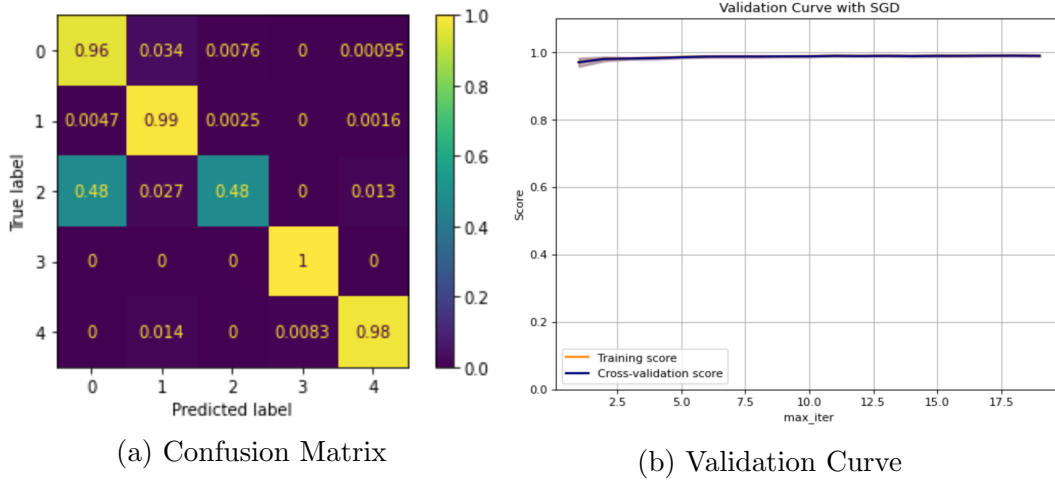 1.0
0.8
0.6
0.4
0.2
0.0
0 0.96 0.034 0.0076 0 0.00095
1 0.0047 0.99 0.0025 0 0.0016
2 0.48 0.027 0.48 0 0.013
3 0 0 0 1 0
4 0 0.014 0 0.0083 0.98
0 1 2 3 4
True label
Predicted label
(a) Confusion Matrix
Validation Curve with SGD
1.0
0.8
0.6
0.4
0.2
0.0
Score
Training score
Cross-validation score
2.5 5.0 7.5 10.0 12.5 15.0 17.5
max_iter
(b) Validation Curve